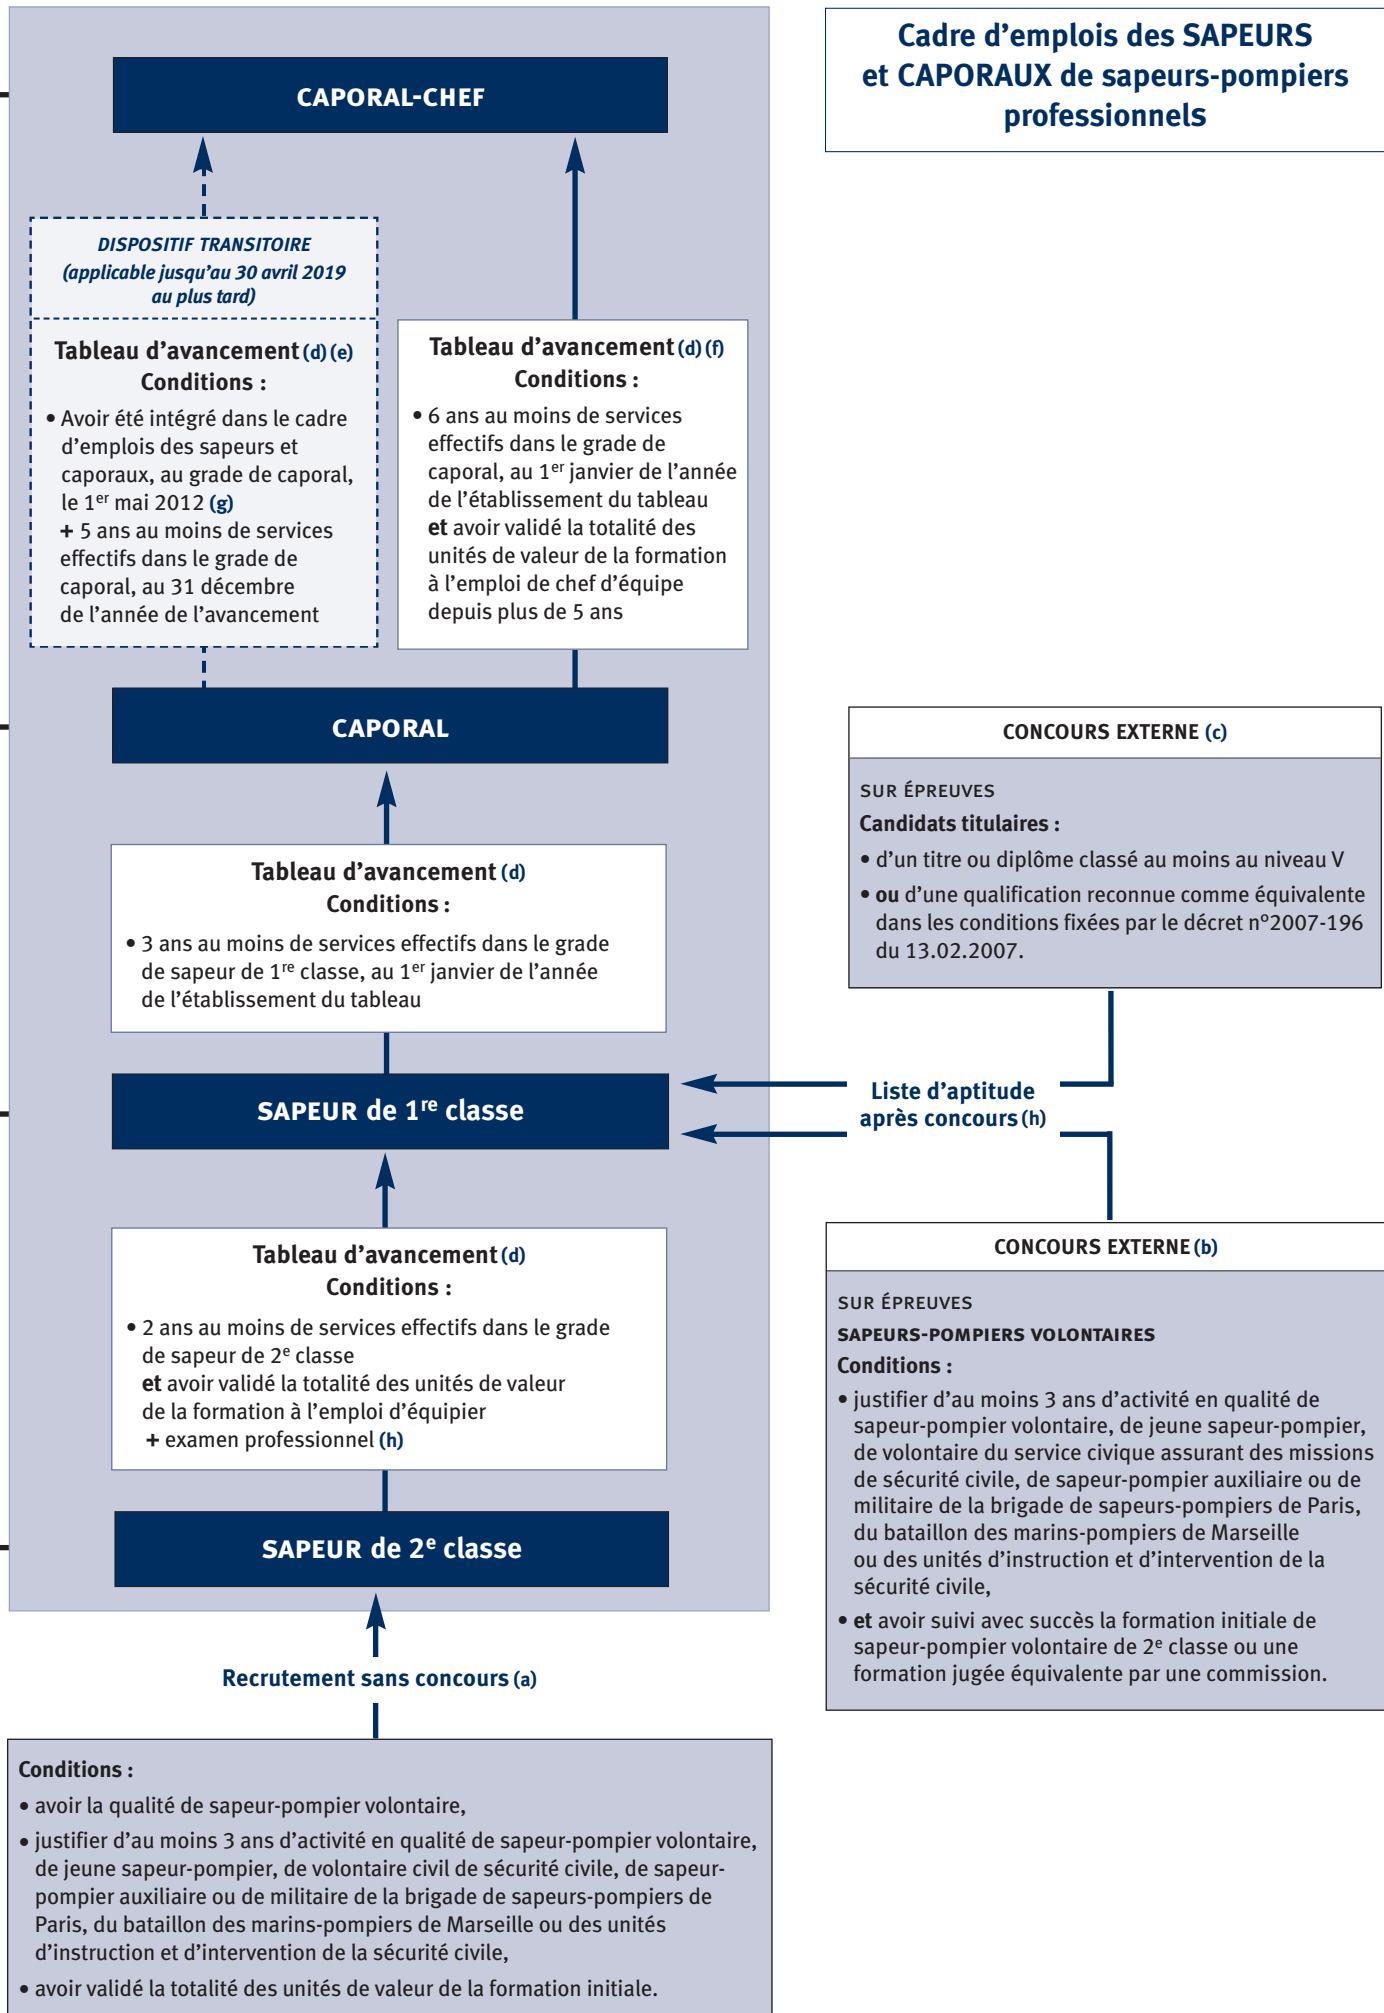 Cadre d'emplois des SAPEURS
et CAPORAUX de sapeurs-pompiers
professionnels
CAPORAL-CHEF
DISPOSITIF TRANSITOIRE
(applicable jusqu'au 30 avril 2019
au plus tard)
Tableau d'avancement (d) (e)
Conditions :
• Avoir été intégré dans le cadre
d'emplois des sapeurs et
caporaux, au grade de caporal,
le 1er mai 2012 (g)
+ 5 ans au moins de services
effectifs dans le grade de
caporal, au 31 décembre
de l'année de l'avancement
Tableau d'avancement (d) (f)
Conditions :
• 6 ans au moins de services
effectifs dans le grade de
caporal, au 1er janvier de l'année
de l'établissement du tableau
et avoir validé la totalité des
unités de valeur de la formation
à l'emploi de chef d'équipe
depuis plus de 5 ans
CAPORAL
Tableau d'avancement (d)
Conditions :
• 3 ans au moins de services effectifs dans le grade
de sapeur de 1re classe, au 1er janvier de l'année
de l'établissement du tableau
CONCOURS EXTERNE (c)
SUR ÉPREUVES
Candidats titulaires :
• d'un titre ou diplôme classé au moins au niveau V
• ou d'une qualification reconnue comme équivalente
dans les conditions fixées par le décret n°2007-196
du 13.02.2007.
SAPEUR de 1re classe
Liste d'aptitude
après concours (h)
Tableau d'avancement (d)
Conditions :
• 2 ans au moins de services effectifs dans le grade
de sapeur de 2e classe
et avoir validé la totalité des unités de valeur
de la formation à l'emploi d'équipier
+ examen professionnel (h)
CONCOURS EXTERNE (b)
SUR ÉPREUVES
SAPEURS-POMPIERS VOLONTAIRES
Conditions :
• justifier d'au moins 3 ans d'activité en qualité de
sapeur-pompier volontaire, de jeune sapeur-pompier,
de volontaire du service civique assurant des missions
de sécurité civile, de sapeur-pompier auxiliaire ou de
militaire de la brigade de sapeurs-pompiers de Paris,
du bataillon des marins-pompiers de Marseille
ou des unités d'instruction et d'intervention de la
sécurité civile,
• et avoir suivi avec succès la formation initiale de
sapeur-pompier volontaire de 2e classe ou une
formation jugée équivalente par une commission.
SAPEUR de 2e classe
Recrutement sans concours (a)
Conditions :
• avoir la qualité de sapeur-pompier volontaire,
• justifier d'au moins 3 ans d'activité en qualité de sapeur-pompier volontaire,
de jeune sapeur-pompier, de volontaire civil de sécurité civile, de sapeur-
pompier auxiliaire ou de militaire de la brigade de sapeurs-pompiers de
Paris, du bataillon des marins-pompiers de Marseille ou des unités
d'instruction et d'intervention de la sécurité civile,
• avoir validé la totalité des unités de valeur de la formation initiale.